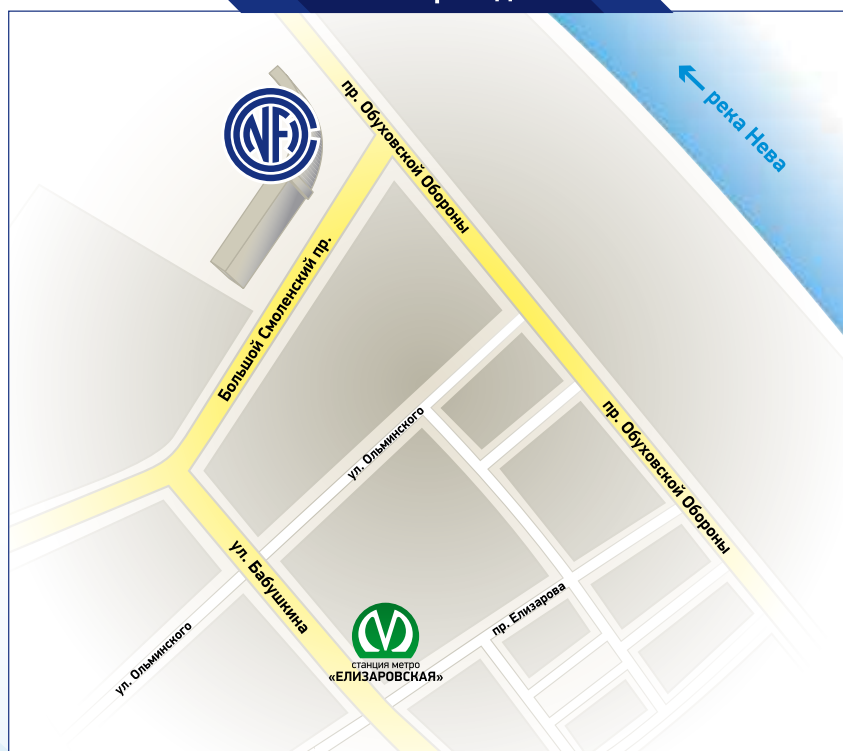 CNFI
пр. Обуховской Обороны
← река Нева
Большой Смоленский пр.
ул. Ольминского
пр. Обуховской Обороны
ул. Бабушкина
пр. Елизарова
ул. Ольминского
станция метро
«ЕЛИЗАРОВСКАЯ»